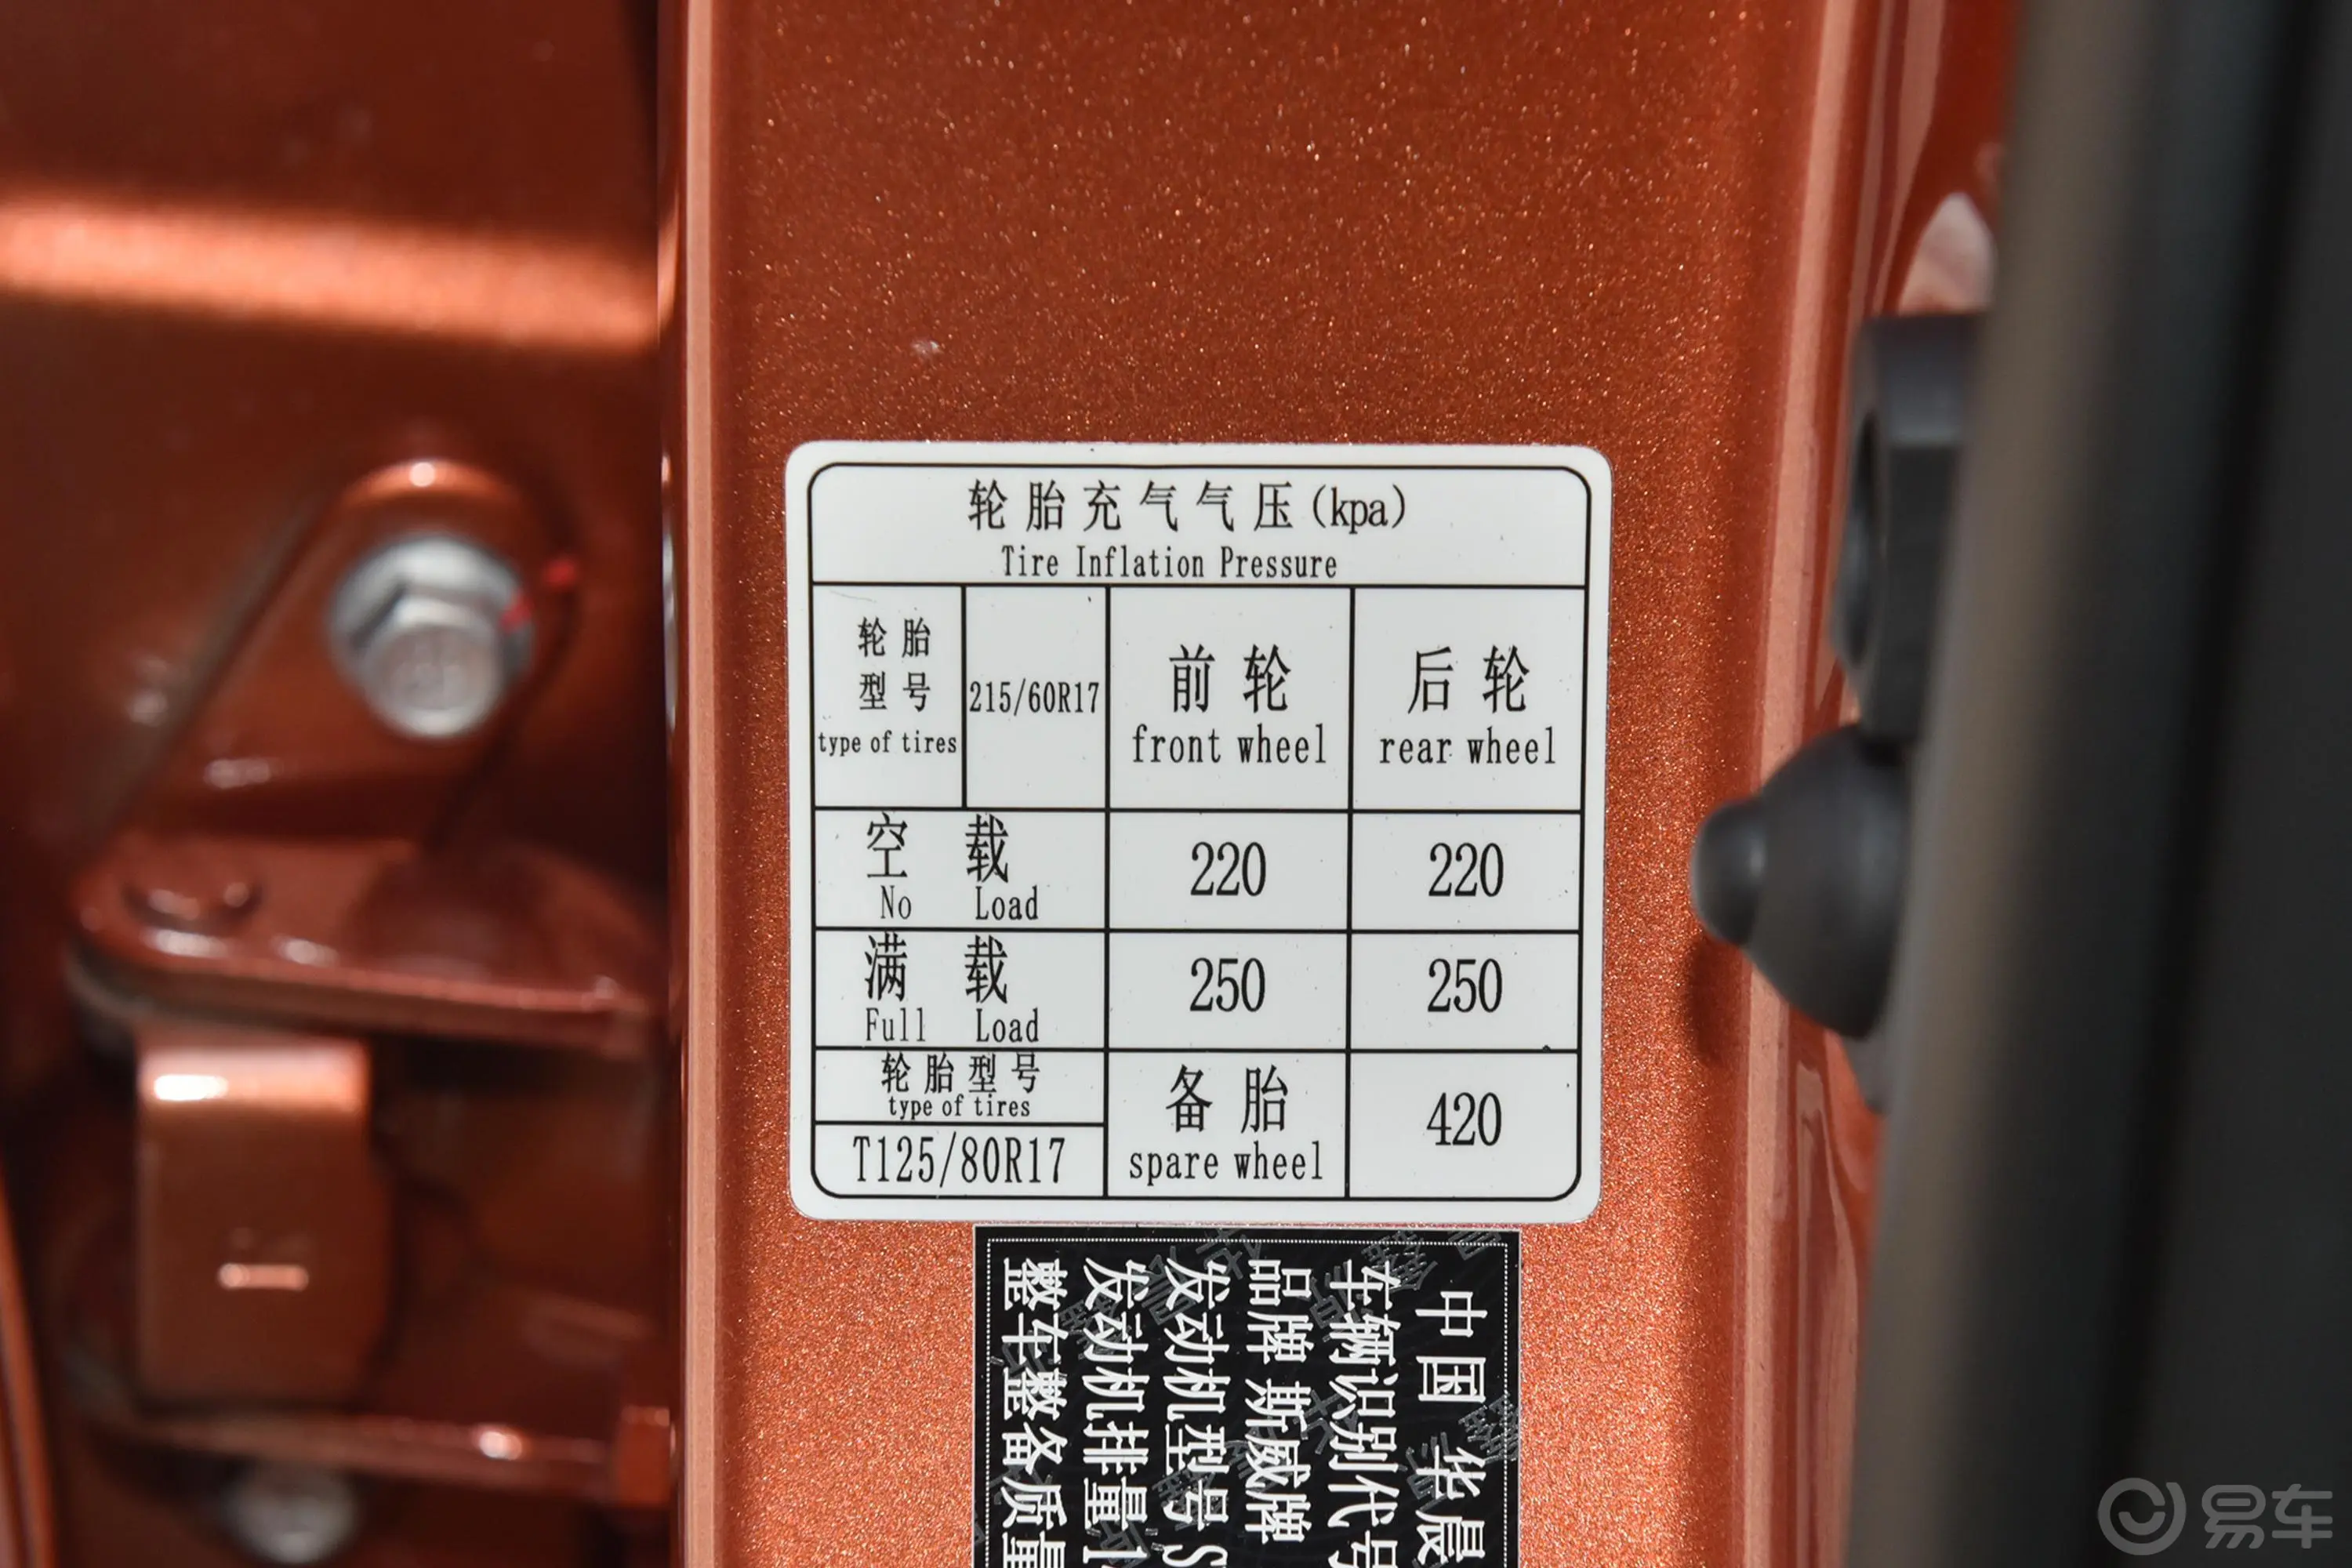 轮胎充气气压(kpa)
Tire Inflation Pressure
轮胎
型号
type of tires
215/60R17
前轮
front wheel
后轮
rear wheel
空载
No Load
220
220
满载
Full Load
250
250
轮胎型号
type of tires
T125/80R17
备胎
spare wheel
420
中国 华晨
车辆识别代号
品牌 斯威牌
发动机型号 S
发动机排量 1
整车整备质量
易车